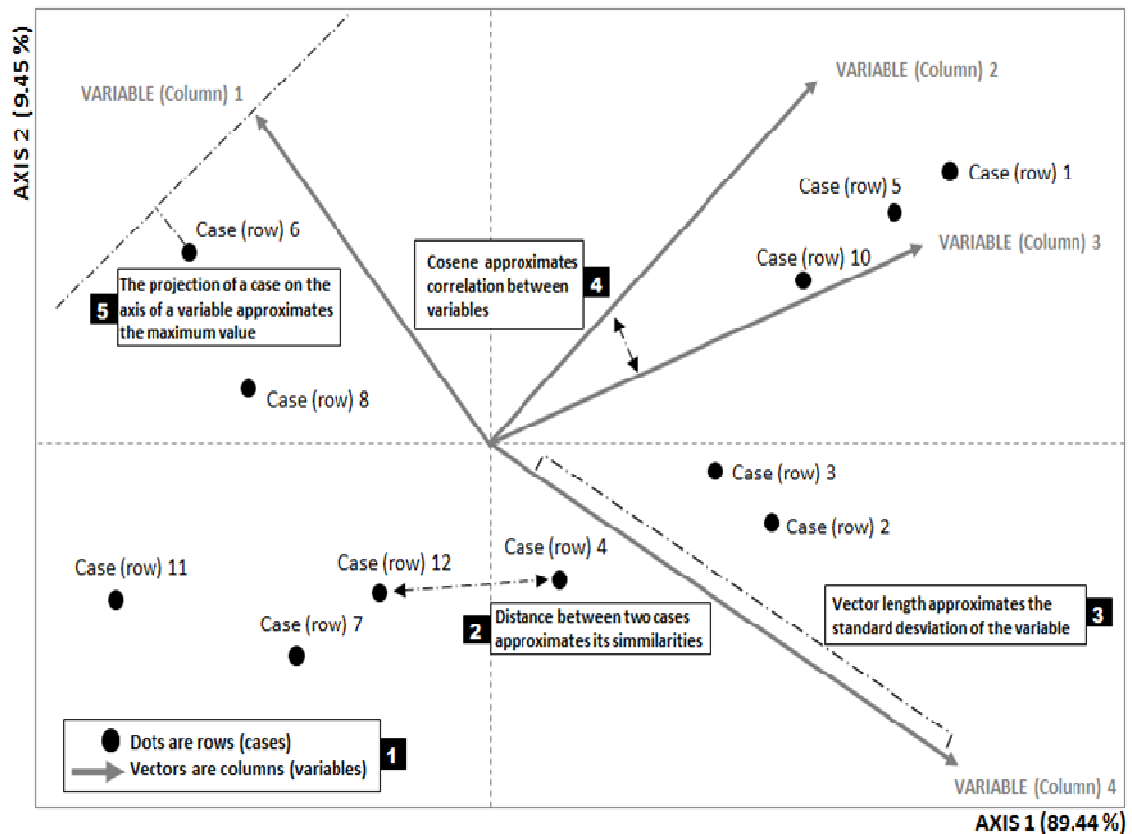 AXIS 2 (9.45 %)
VARIABLE (Column) 1
VARIABLE (Column) 2
Case (row) 1
Case (row) 5
VARIABLE (Column) 3
Case (row) 10
Case (row) 6
Cosene approximates
correlation between
variables
4
5
The projection of a case on the
axis of a variable approximates
the maximum value
Case (row) 8
Case (row) 3
Case (row) 2
Case (row) 4
Case (row) 12
Case (row) 11
Case (row) 7
2
Distance between two cases
approximates its simmilarities
Vector length approximates the
standard desviation of the variable
3
Dots are rows (cases)
Vectors are columns (variables)
1
VARIABLE (Column) 4
AXIS 1 (89.44 %)